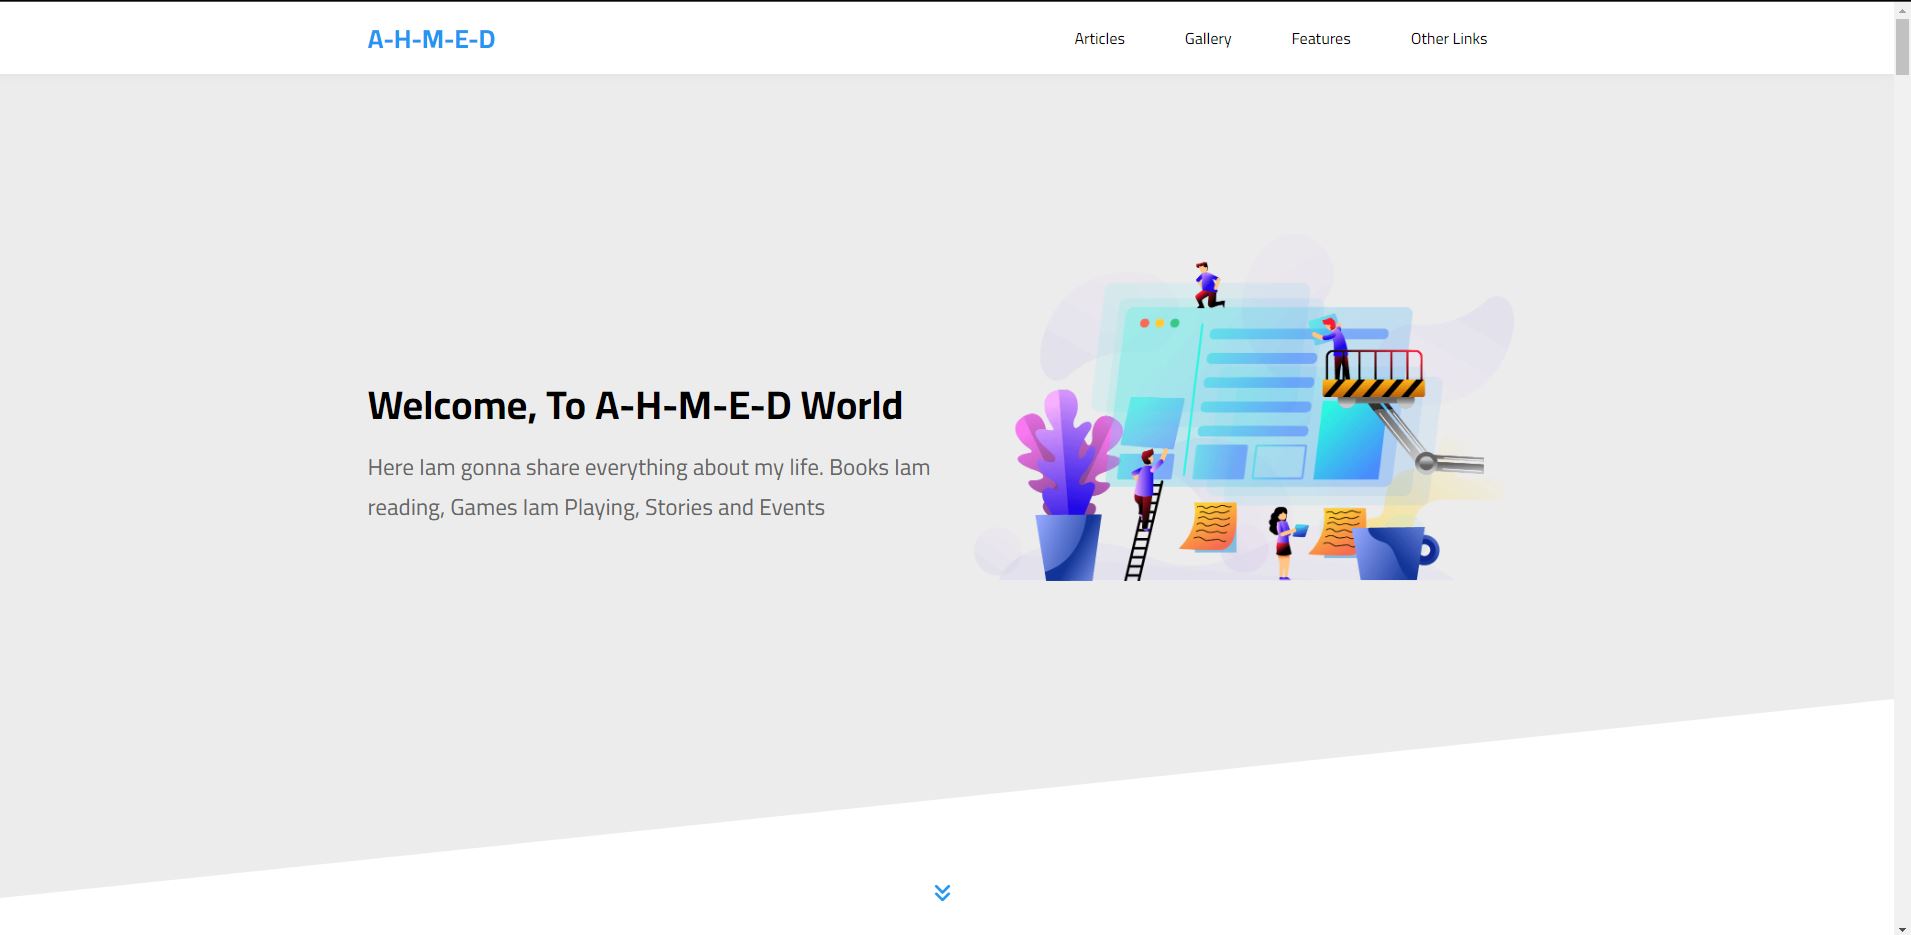 A-H-M-E-D
Articles
Gallery
Features
Other Links
Welcome, To A-H-M-E-D World
Here Iam gonna share everything about my life. Books Iam
reading, Games Iam Playing, Stories and Events